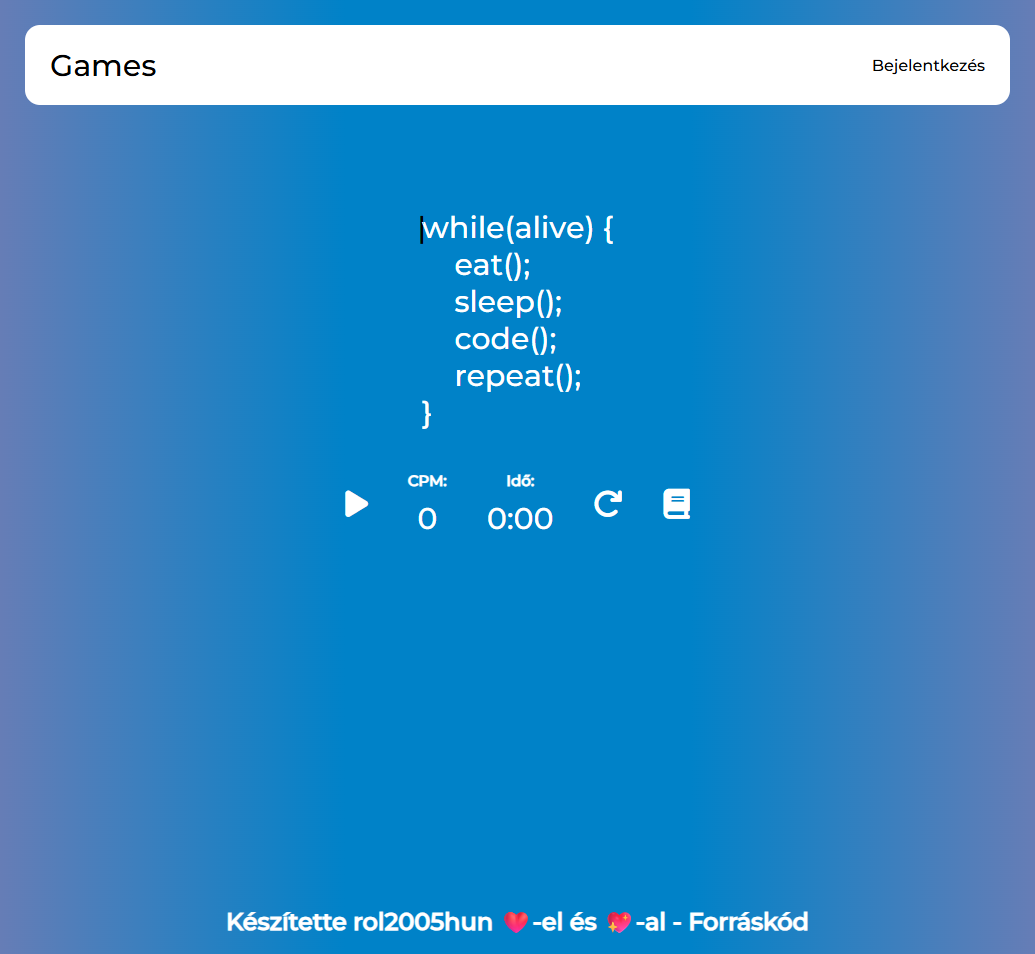 Games
Bejelentkezés
while(alive) {
    eat();
    sleep();
    code();
    repeat();
}
CPM:
0
Idő:
0:00
Készítette rol2005hun ❤️-el és 💖-al - Forráskód